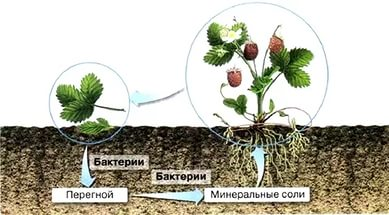 Бактерии
Бактерии
Перегной
Минеральные соли